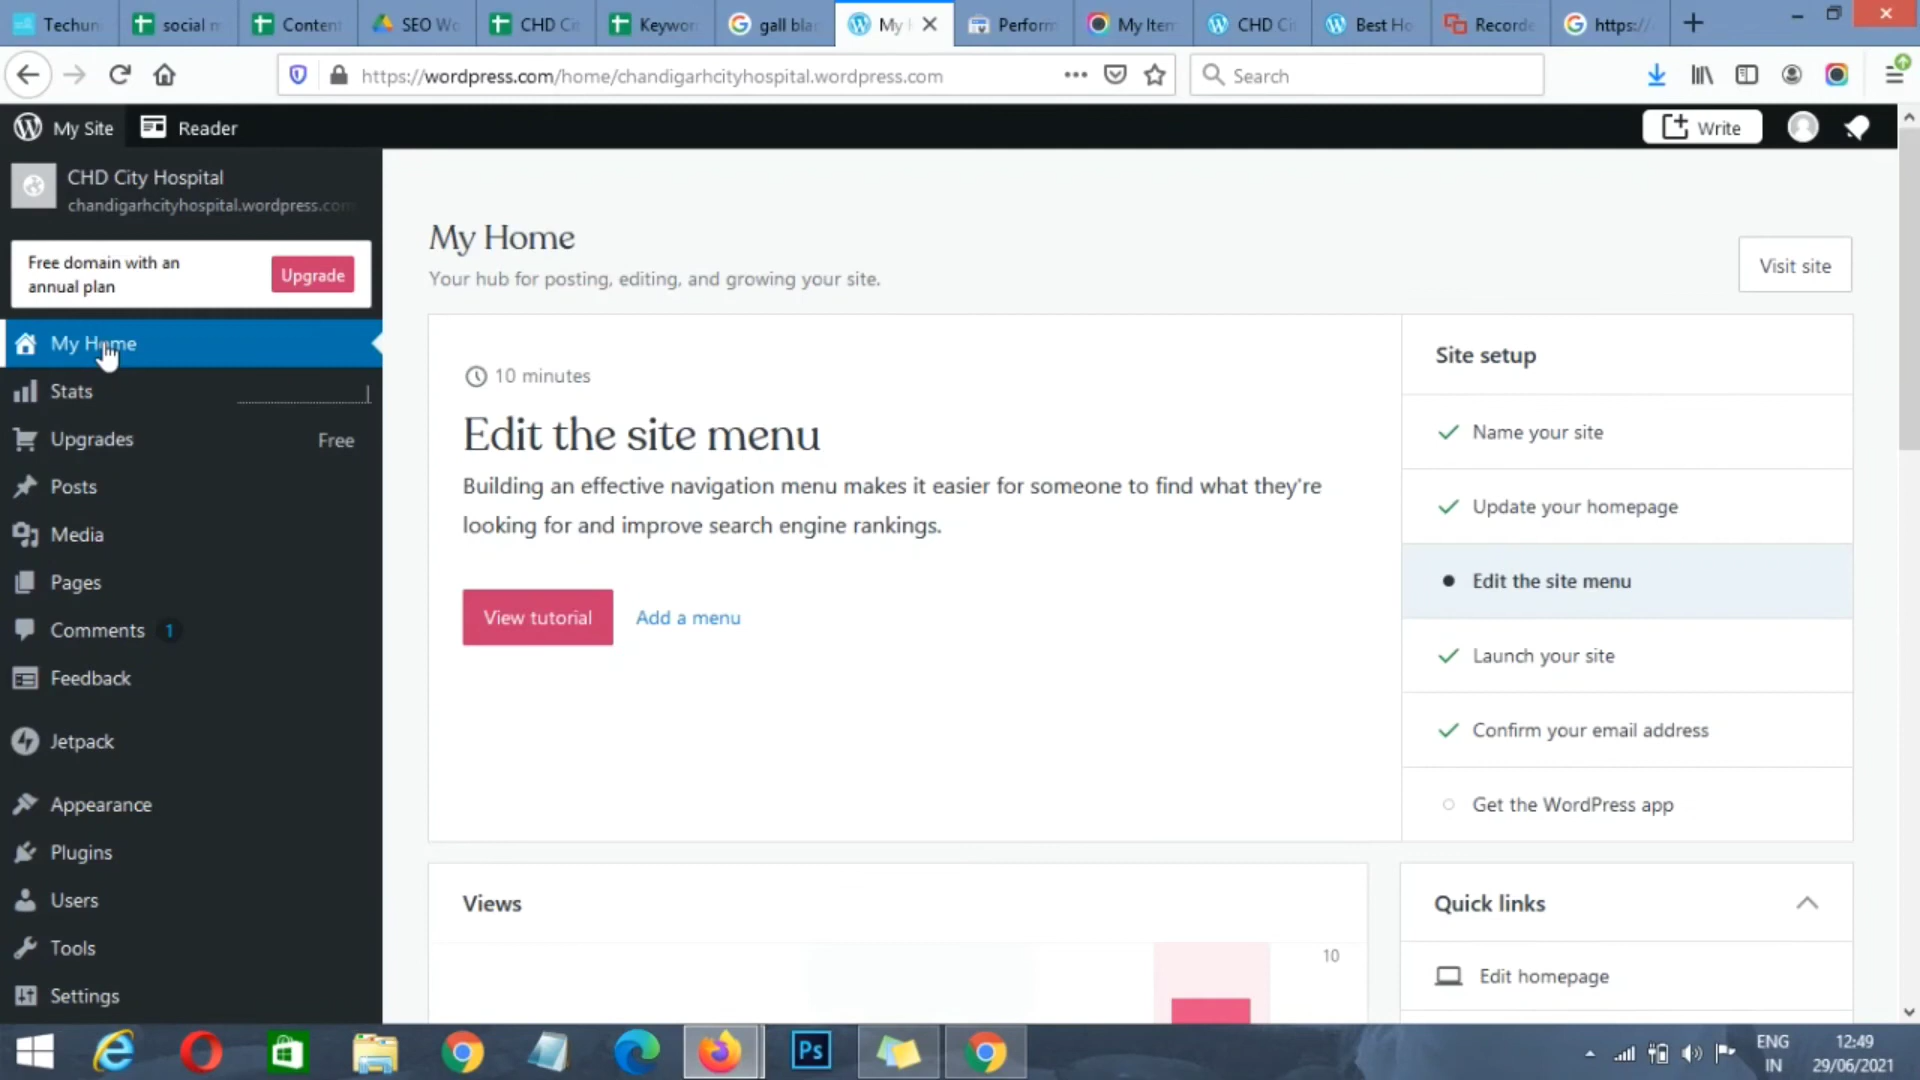 Techun
social m
Content
SEO Wo
CHD Ci
Keywor
gall bla
My H
Perform
My Item
CHD Ci
Best Ho
Recorde
https://
https://wordpress.com/home/chandigarhcityhospital.wordpress.com
Search
My Site
Reader
Write
CHD City Hospital
chandigarhcityhospital.wordpress.com
Free domain with an
annual plan
Upgrade
My Home
Stats
Upgrades
Free
Posts
Media
Pages
Comments 1
Feedback
Jetpack
Appearance
Plugins
Users
Tools
Settings
My Home
Your hub for posting, editing, and growing your site.
Visit site
10 minutes
Edit the site menu
Building an effective navigation menu makes it easier for someone to find what they're
looking for and improve search engine rankings.
View tutorial
Add a menu
Site setup
Name your site
Update your homepage
Edit the site menu
Launch your site
Confirm your email address
Get the WordPress app
Views
10
Quick links
Edit homepage
Ps
ENG
IN
12:49
29/06/2021